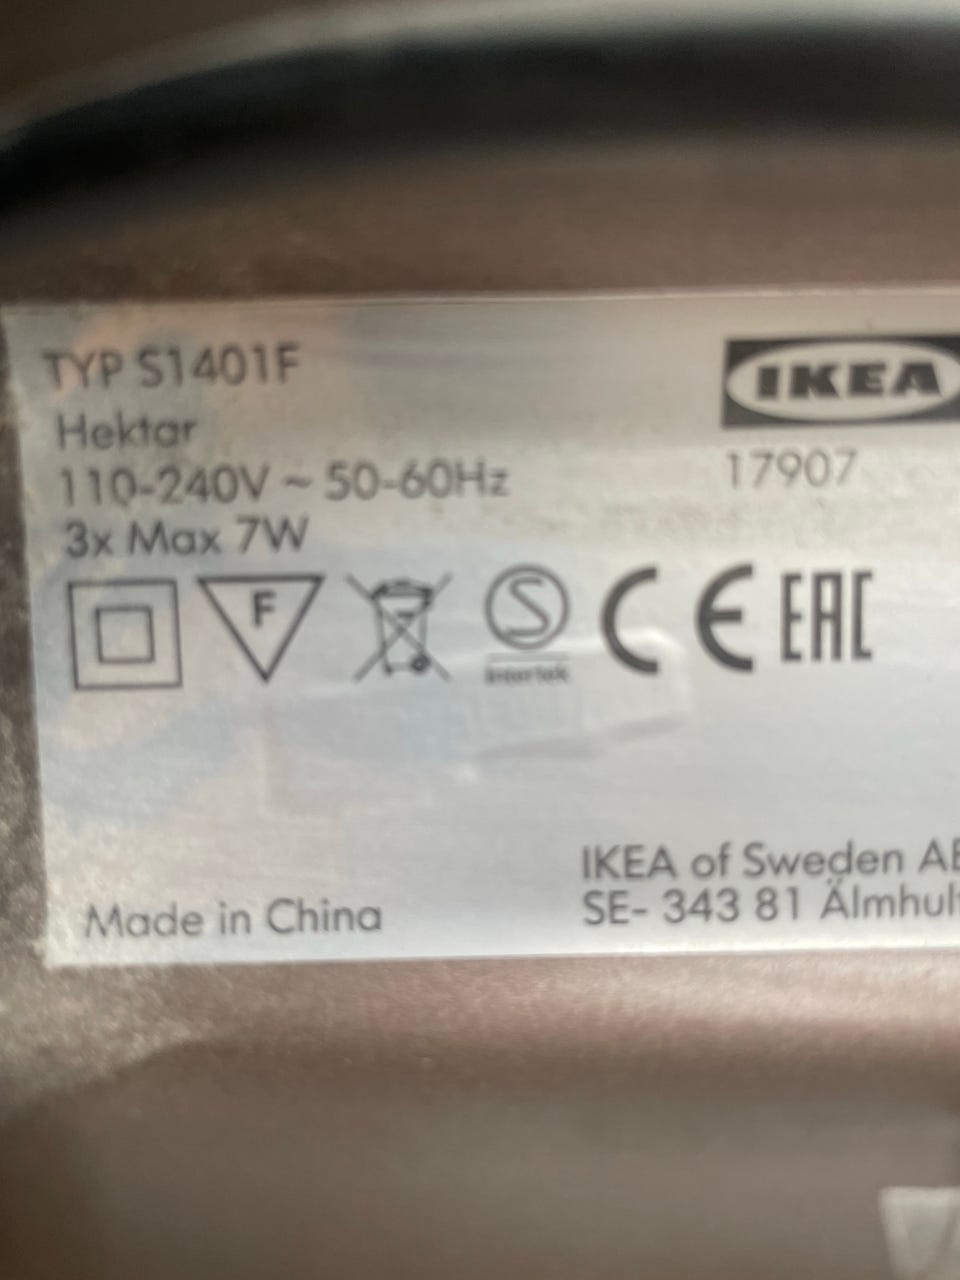 TYP S1401F
Hektar
110-240V ~ 50-60Hz
3x Max 7W
IKEA
17907
F
S
Intertek
CE EAC
Made in China
IKEA of Sweden AB
SE- 343 81 Älmhult